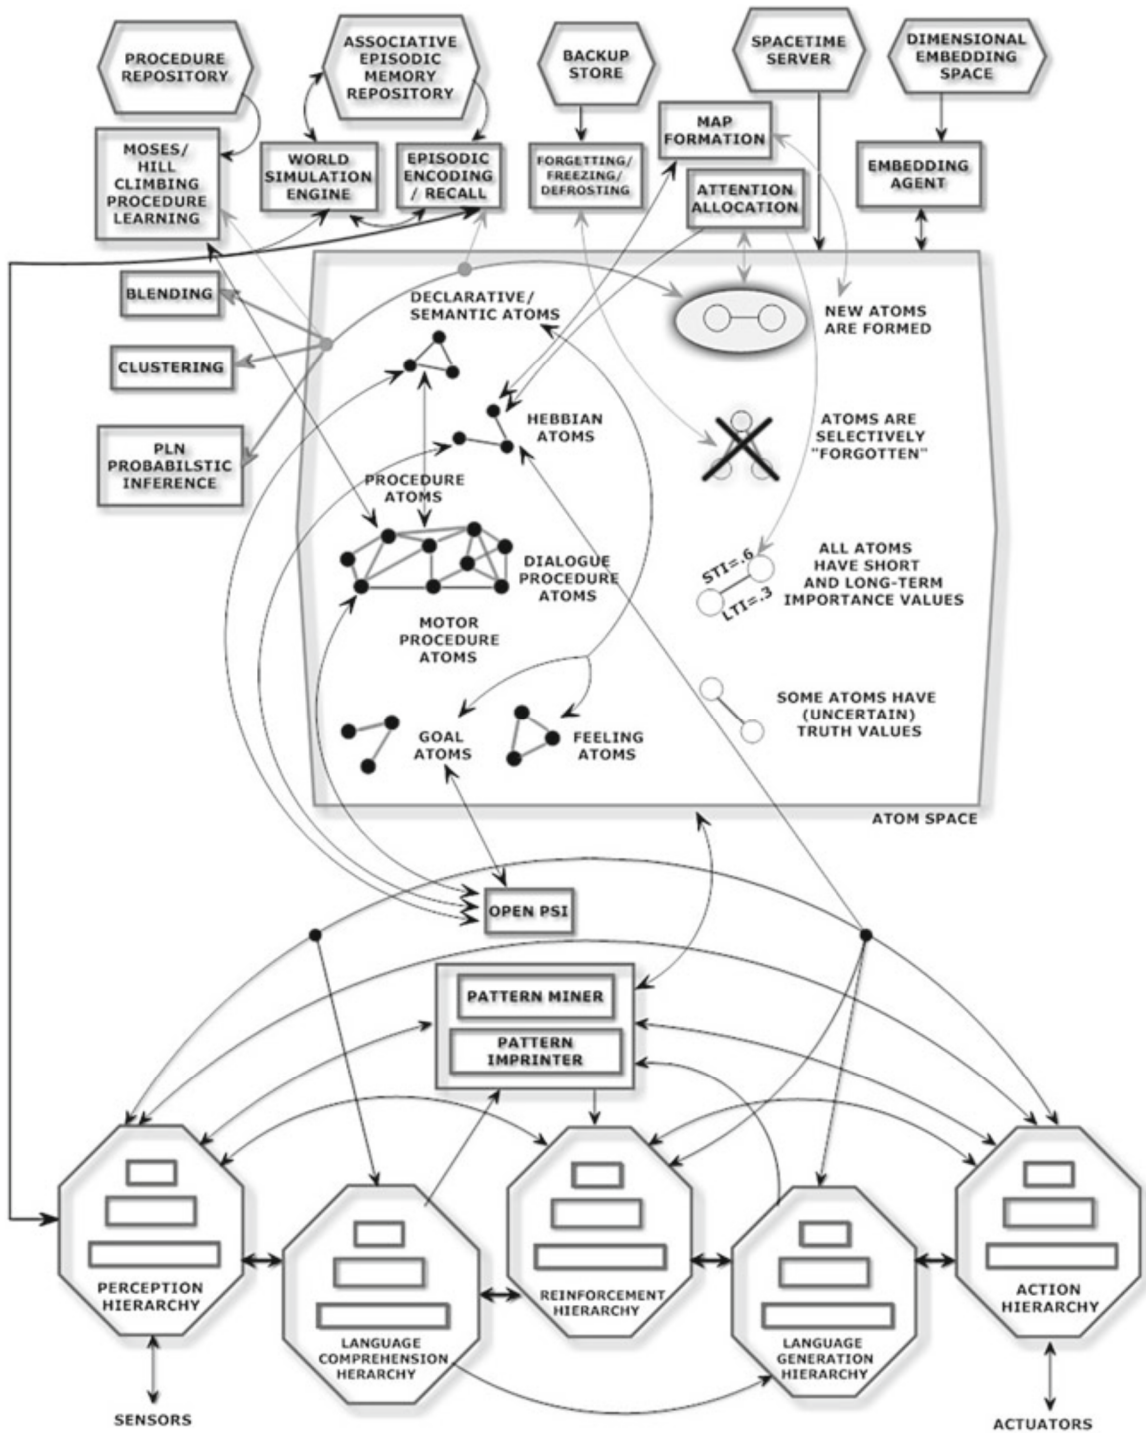 PROCEDURE
REPOSITORY
ASSOCIATIVE
EPISODIC
MEMORY
REPOSITORY
BACKUP
STORE
SPACETIME
SERVER
DIMENSIONAL
EMBEDDING
SPACE
MOSES/
HILL
CLIMBING
PROCEDURE
LEARNING
WORLD
SIMULATION
ENGINE
EPISODIC
ENCODING
/ RECALL
FORGETTING/
FREEZING/
DEFROSTING
MAP
FORMATION
ATTENTION
ALLOCATION
EMBEDDING
AGENT
BLENDING
CLUSTERING
PLN
PROBABILSTIC
INFERENCE
DECLARATIVE/
SEMANTIC ATOMS
NEW ATOMS
ARE FORMED
HEBBIAN
ATOMS
ATOMS ARE
SELECTIVELY
"FORGOTTEN"
PROCEDURE
ATOMS
DIALOGUE
PROCEDURE
ATOMS
STI=.6
LTI=.3
ALL ATOMS
HAVE SHORT
AND LONG-TERM
IMPORTANCE VALUES
MOTOR
PROCEDURE
ATOMS
GOAL
ATOMS
FEELING
ATOMS
SOME ATOMS HAVE
(UNCERTAIN)
TRUTH VALUES
ATOM SPACE
OPEN PSI
PATTERN MINER
PATTERN
IMPRINTER
PERCEPTION
HIERARCHY
LANGUAGE
COMPREHENSION
HERARCHY
REINFORCEMENT
HIERARCHY
LANGUAGE
GENERATION
HIERARCHY
ACTION
HIERARCHY
SENSORS
ACTUATORS